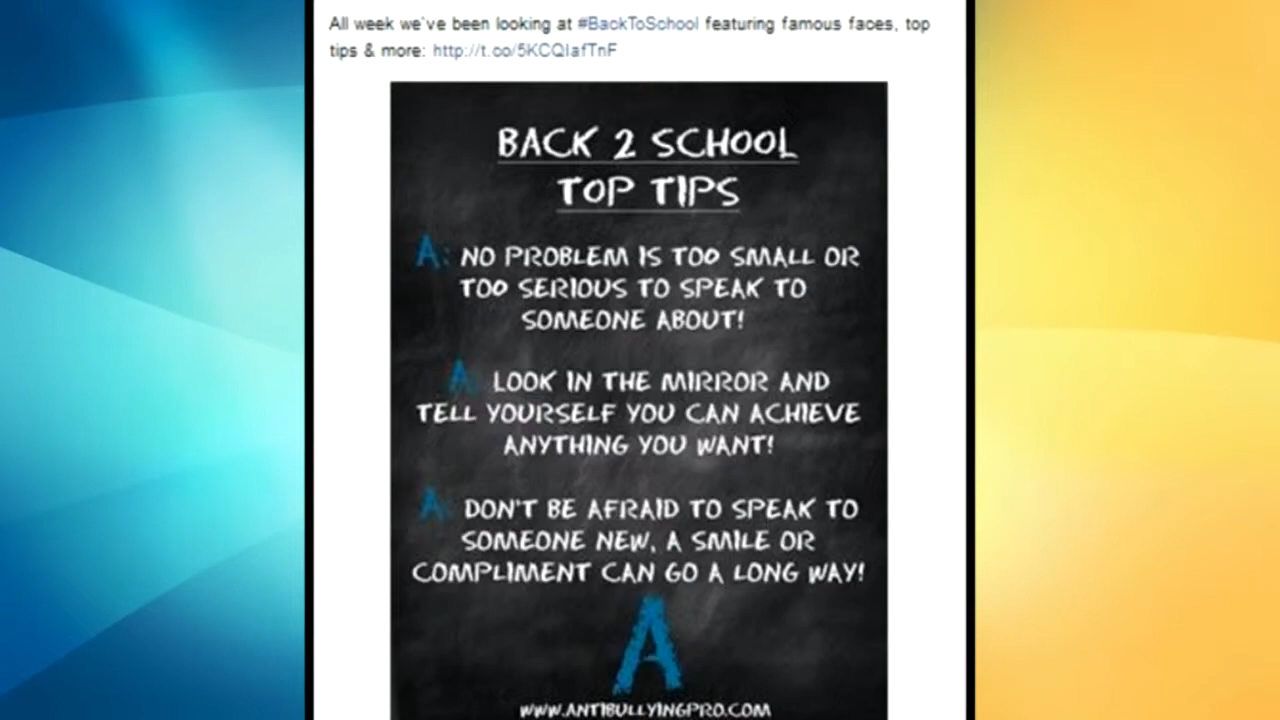 All week we've been looking at #BackToSchool featuring famous faces, top
tips & more: http://t.co/5KCQIafTnF
BACK 2 SCHOOL
TOP TIPS
A: NO PROBLEM IS TOO SMALL OR
TOO SERIOUS TO SPEAK TO
SOMEONE ABOUT!
A: LOOK IN THE MIRROR AND
TELL YOURSELF YOU CAN ACHIEVE
ANYTHING YOU WANT!
A: DON'T BE AFRAID TO SPEAK TO
SOMEONE NEW, A SMILE OR
COMPLIMENT CAN GO A LONG WAY!
A
WWW.ANTIBULLYINGPRO.COM